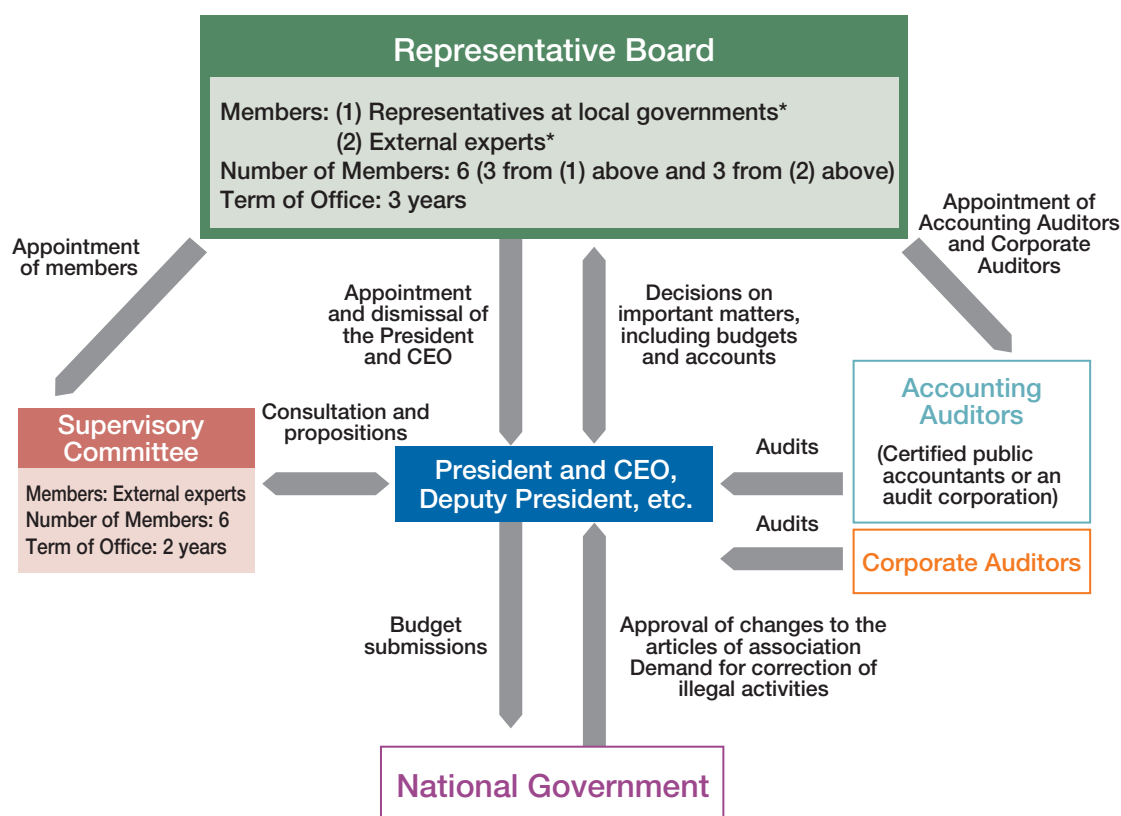 Representative Board
Members: (1) Representatives at local governments*
(2) External experts*
Number of Members: 6 (3 from (1) above and 3 from (2) above)
Term of Office: 3 years
Appointment
of members
Appointment
and dismissal of
the President
and CEO
Decisions on
important matters,
including budgets
and accounts
Appointment of
Accounting Auditors
and Corporate
Auditors
Supervisory
Committee
Members: External experts
Number of Members: 6
Term of Office: 2 years
Consultation and
propositions
President and CEO,
Deputy President, etc.
Audits
Audits
Accounting
Auditors
(Certified public
accountants or an
audit corporation)
Corporate Auditors
Budget
submissions
Approval of changes to the
articles of association
Demand for correction of
illegal activities
National Government